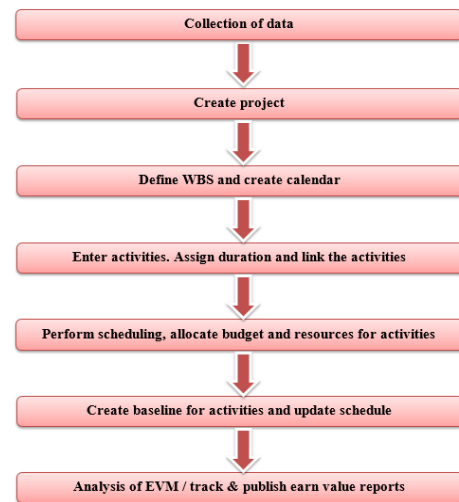 Collection of data
Create project
Define WBS and create calendar
Enter activities. Assign duration and link the activities
Perform scheduling, allocate budget and resources for activities
Create baseline for activities and update schedule
Analysis of EVM / track & publish earn value reports